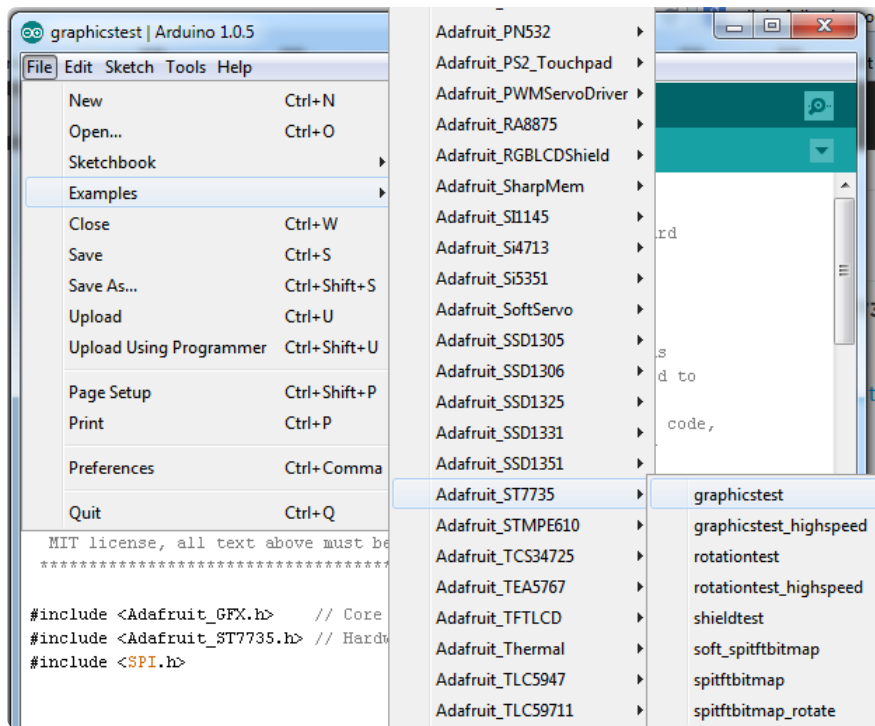 graphicstest | Arduino 1.0.5
File Edit Sketch Tools Help
New Ctrl+N
Open... Ctrl+O
Sketchbook
Examples
Close Ctrl+W
Save Ctrl+S
Save As... Ctrl+Shift+S
Upload Ctrl+U
Upload Using Programmer Ctrl+Shift+U
Page Setup Ctrl+Shift+P
Print Ctrl+P
Preferences Ctrl+Comma
Quit Ctrl+Q
Adafruit_PN532
Adafruit_PS2_Touchpad
Adafruit_PWMServoDriver
Adafruit_RA8875
Adafruit_RGBLCDShield
Adafruit_SharpMem
Adafruit_SI1145
Adafruit_Si4713
Adafruit_Si5351
Adafruit_SoftServo
Adafruit_SSD1305
Adafruit_SSD1306
Adafruit_SSD1325
Adafruit_SSD1331
Adafruit_SSD1351
Adafruit_ST7735
Adafruit_STMPE610
Adafruit_TCS34725
Adafruit_TEA5767
Adafruit_TFTLCD
Adafruit_Thermal
Adafruit_TLC5947
Adafruit_TLC59711
graphicstest
graphicstest_highspeed
rotationtest
rotationtest_highspeed
shieldtest
soft_spitftbitmap
spitftbitmap
spitftbitmap_rotate
rd
s
d to
code,
MIT license, all text above must be
**************************************
#include <Adafruit_GFX.h> // Core
#include <Adafruit_ST7735.h> // Hardw
#include <SPI.h>